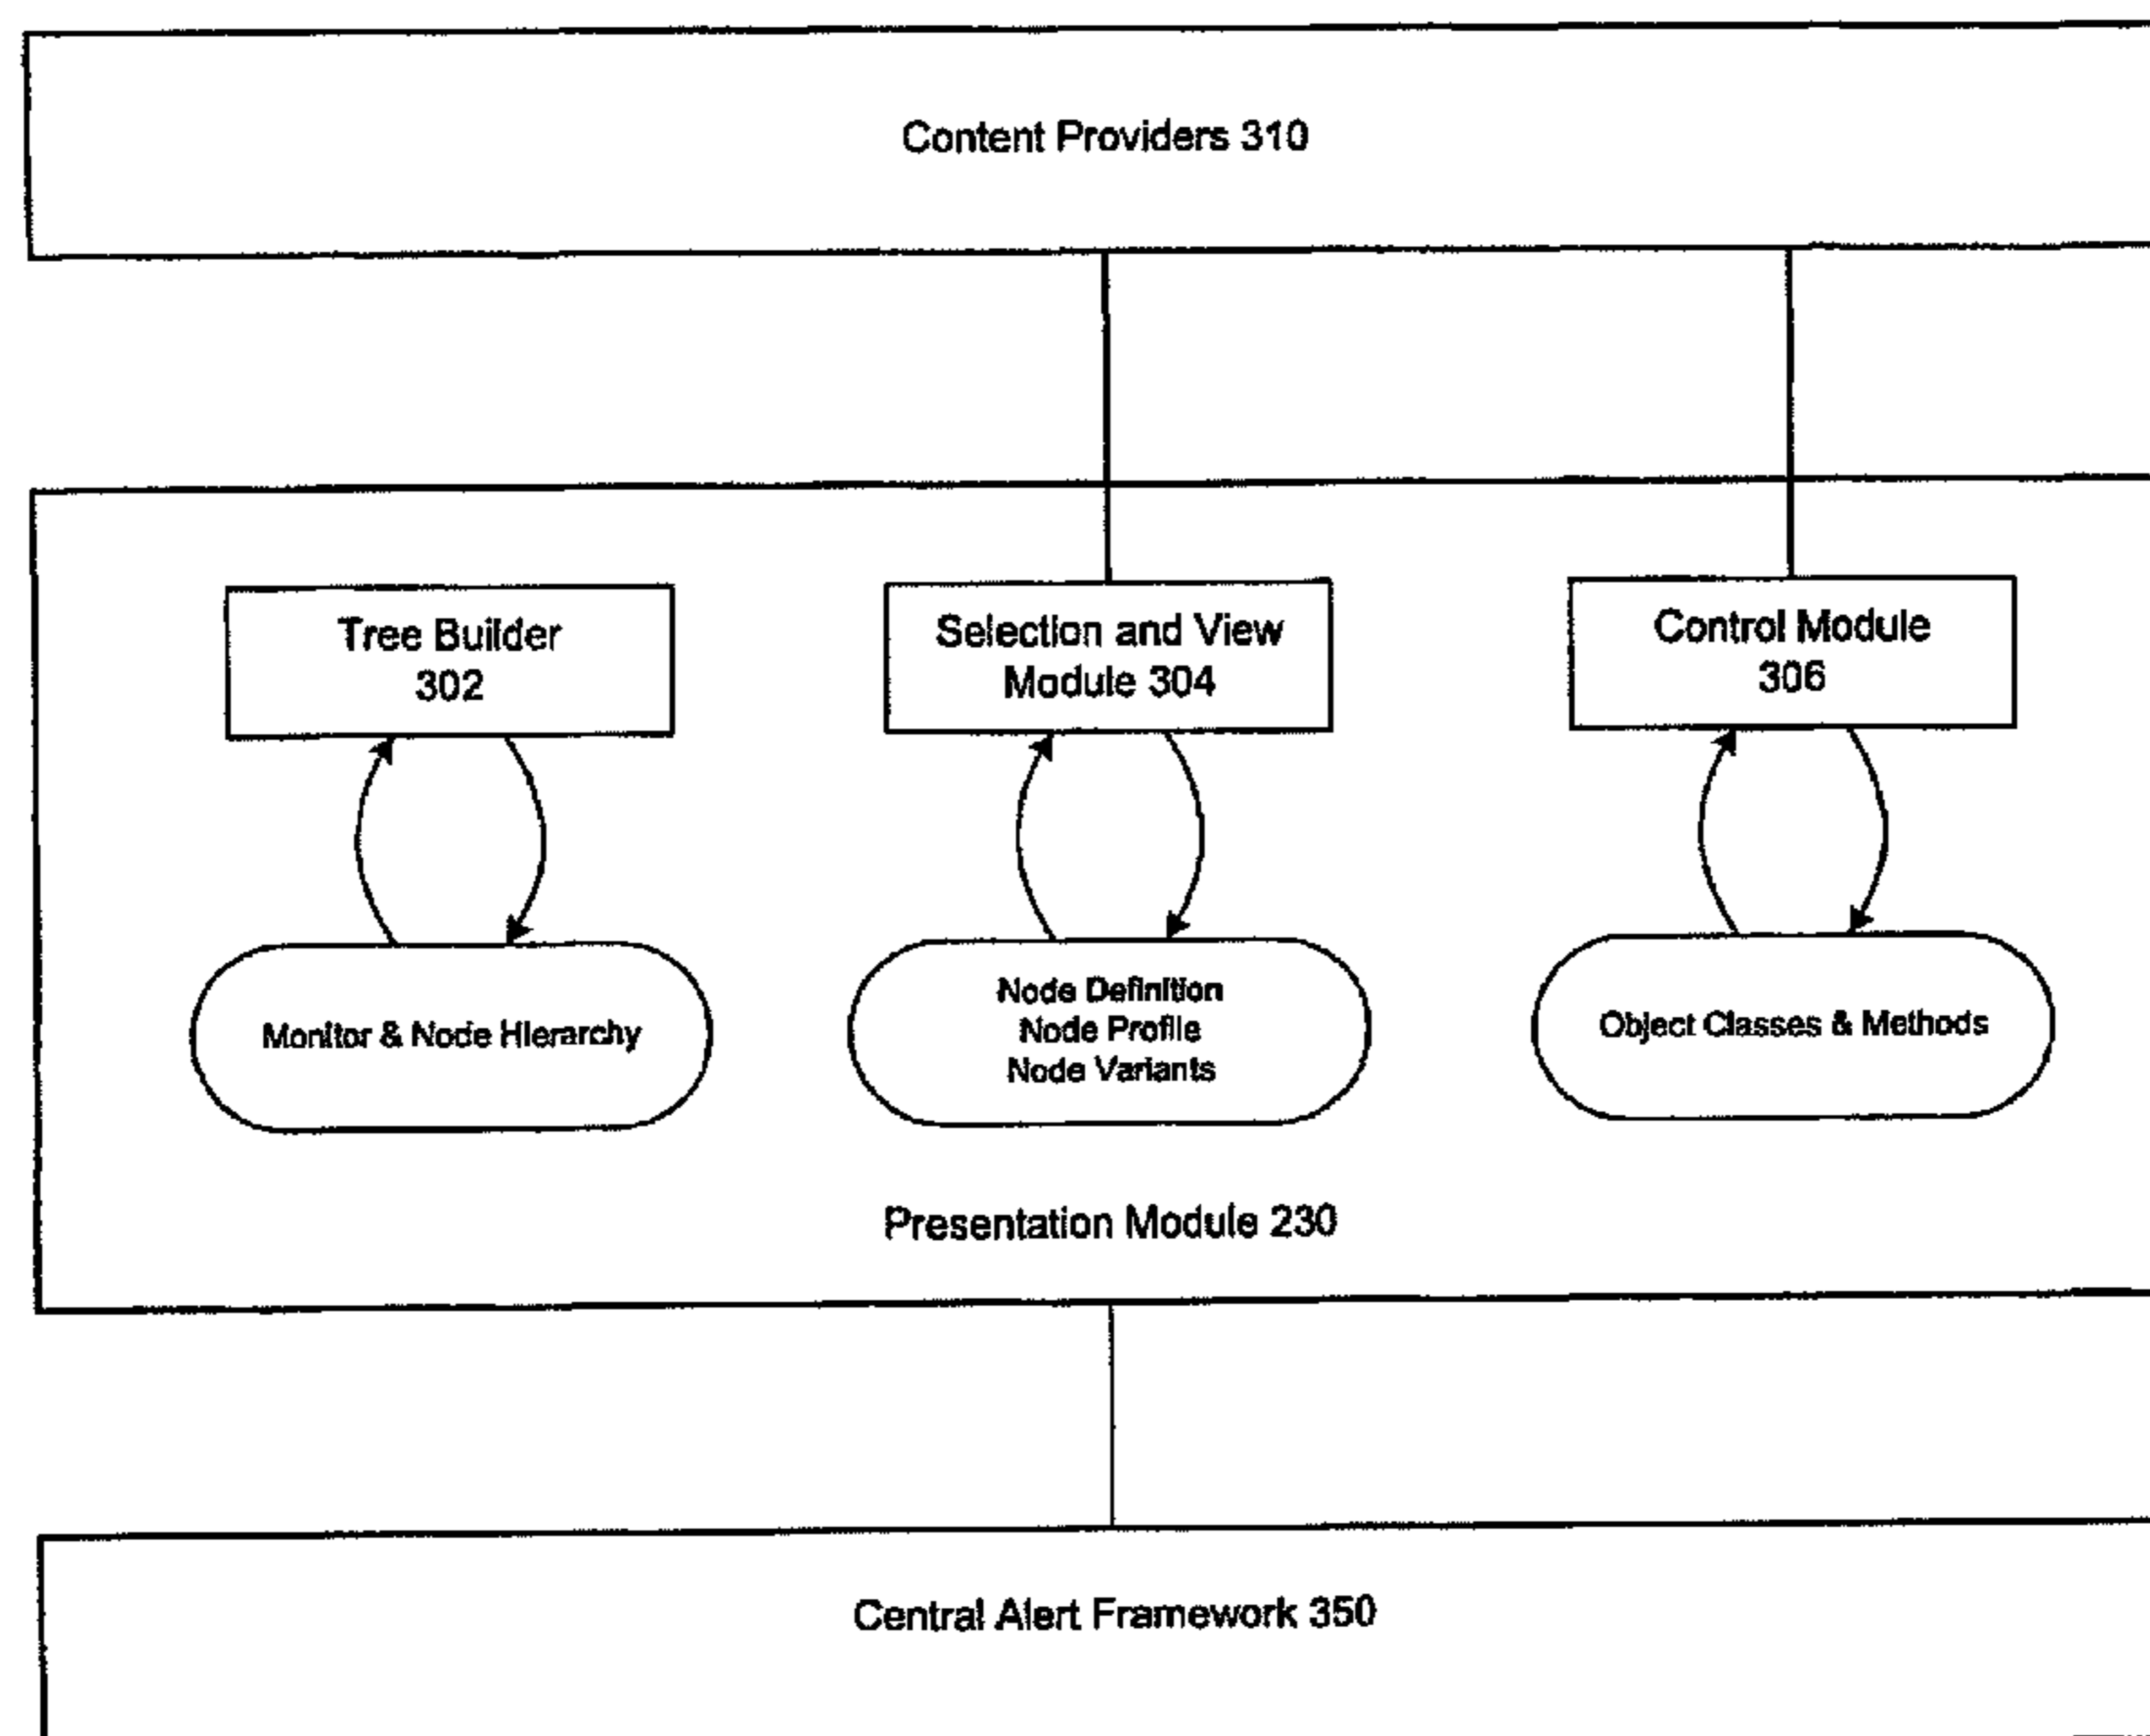 Content Providers 310
Tree Builder
302
Selection and View
Module 304
Control Module
306
Monitor & Node Hierarchy
Node Definition
Node Profile
Node Variants
Object Classes & Methods
Presentation Module 230
Central Alert Framework 350